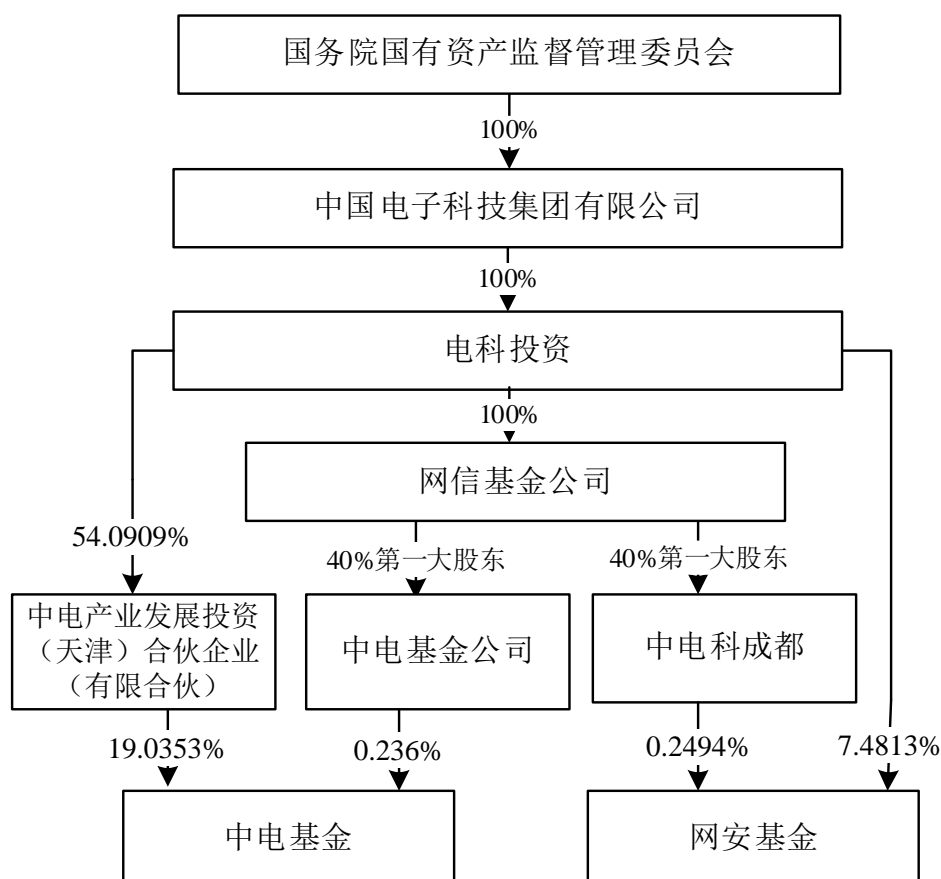 国务院国有资产监督管理委员会
100%
中国电子科技集团有限公司
100%
电科投资
100%
网信基金公司
54.0909%
40%第一大股东
40%第一大股东
中电产业发展投资
（天津）合伙企业
（有限合伙）
中电基金公司
中电科成都
19.0353%
0.236%
0.2494%
7.4813%
中电基金
网安基金